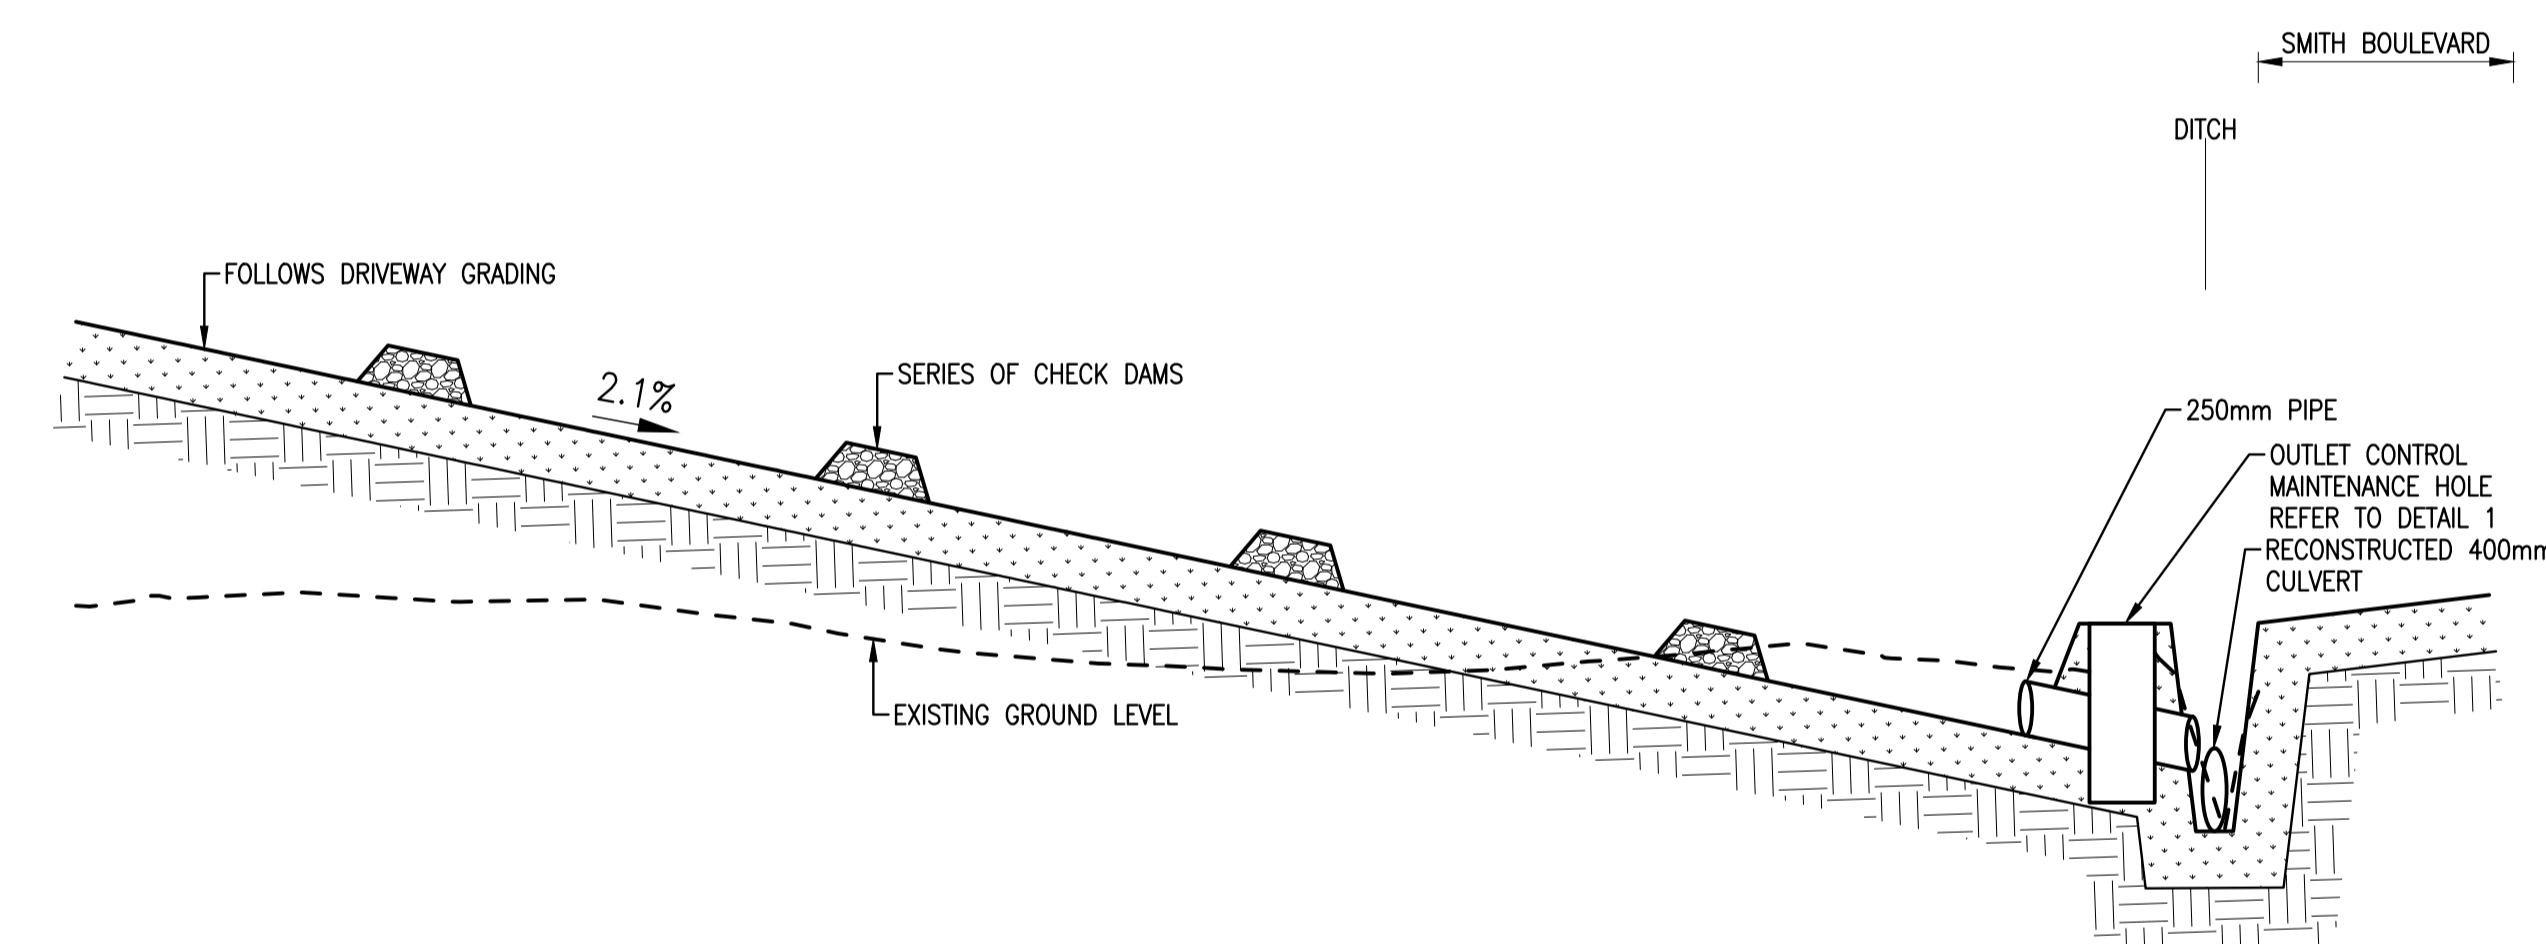 SMITH BOULEVARD
DITCH
FOLLOWS DRIVEWAY GRADING
SERIES OF CHECK DAMS
2.1%
250mm PIPE
OUTLET CONTROL
MAINTENANCE HOLE
REFER TO DETAIL 1
RECONSTRUCTED 400mm
CULVERT
EXISTING GROUND LEVEL